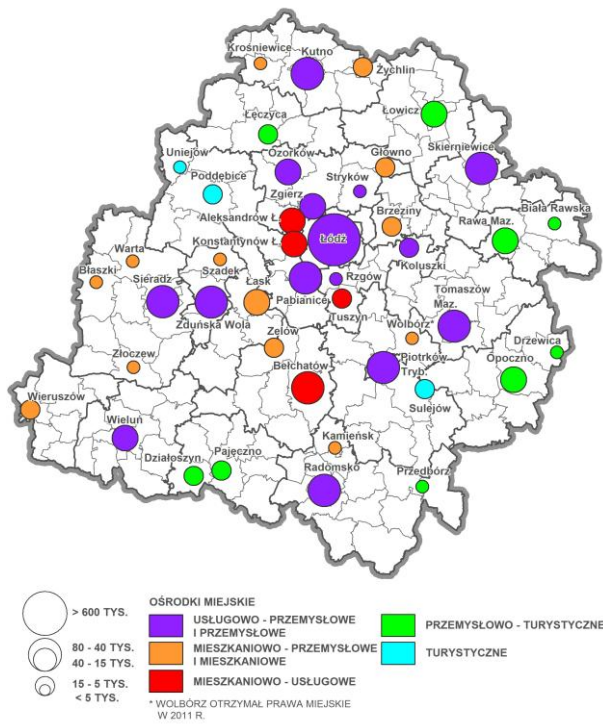 Krośniewice
Kutno
Żychlin
Łęczyca
Łowicz
Skierniewice
Uniejów
Ozorków
Główno
Poddębice
Stryków
Zgierz
Biała Rawska
Aleksandrów Ł.
Brzeziny
Rawa Maz.
Łódź
Konstantynów Ł.
Warta
Koluszki
Błaszki
Szadek
Sieradz
Łask
Rzgów
Pabianice
Tomaszów
Maz.
Zduńska Wola
Tuszyn
Wolbórz*
Zelów
Drzewica
Piotrków
Tryb.
Opoczno
Złoczew
Bełchatów
Wieruszów
Sulejów
Wieluń
Kamieńsk
Pajęczno
Działoszyn
Radomsko
Przedbórz
OŚRODKI MIEJSKIE
> 600 TYS.
USŁUGOWO - PRZEMYSŁOWE
I PRZEMYSŁOWE
PRZEMYSŁOWO - TURYSTYCZNE
80 - 40 TYS.
40 - 15 TYS.
MIESZKANIOWO - PRZEMYSŁOWE
I MIESZKANIOWE
TURYSTYCZNE
15 - 5 TYS.
< 5 TYS.
MIESZKANIOWO - USŁUGOWE
* WOLBÓRZ OTRZYMAŁ PRAWA MIEJSKIE
W 2011 R.